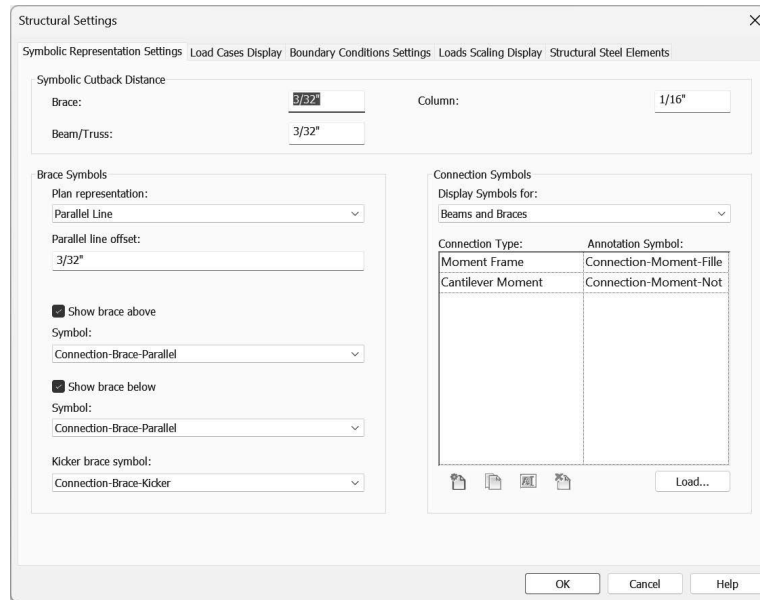 Structural Settings
Symbolic Representation Settings Load Cases Display Boundary Conditions Settings Loads Scaling Display Structural Steel Elements
Symbolic Cutback Distance
Brace: 3/32" Column: 1/16"
Beam/Truss: 3/32"
Brace Symbols
Plan representation:
Parallel Line
Parallel line offset:
3/32"
Show brace above
Symbol:
Connection-Brace-Parallel
Show brace below
Symbol:
Connection-Brace-Parallel
Kicker brace symbol:
Connection-Brace-Kicker
Connection Symbols
Display Symbols for:
Beams and Braces
Connection Type: Annotation Symbol:
Moment Frame Connection-Moment-Fille
Cantilever Moment Connection-Moment-Not
Load...
OK Cancel Help